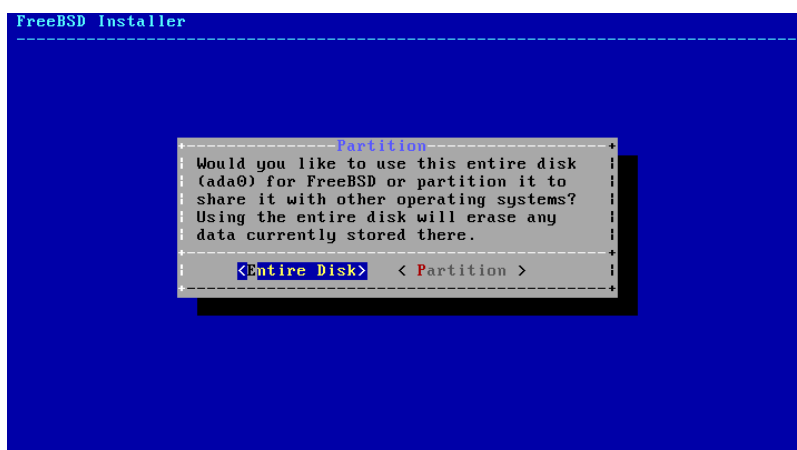 FreeBSD Installer
Partition
Would you like to use this entire disk
(ada0) for FreeBSD or partition it to
share it with other operating systems?
Using the entire disk will erase any
data currently stored there.
<Entire Disk> < Partition >